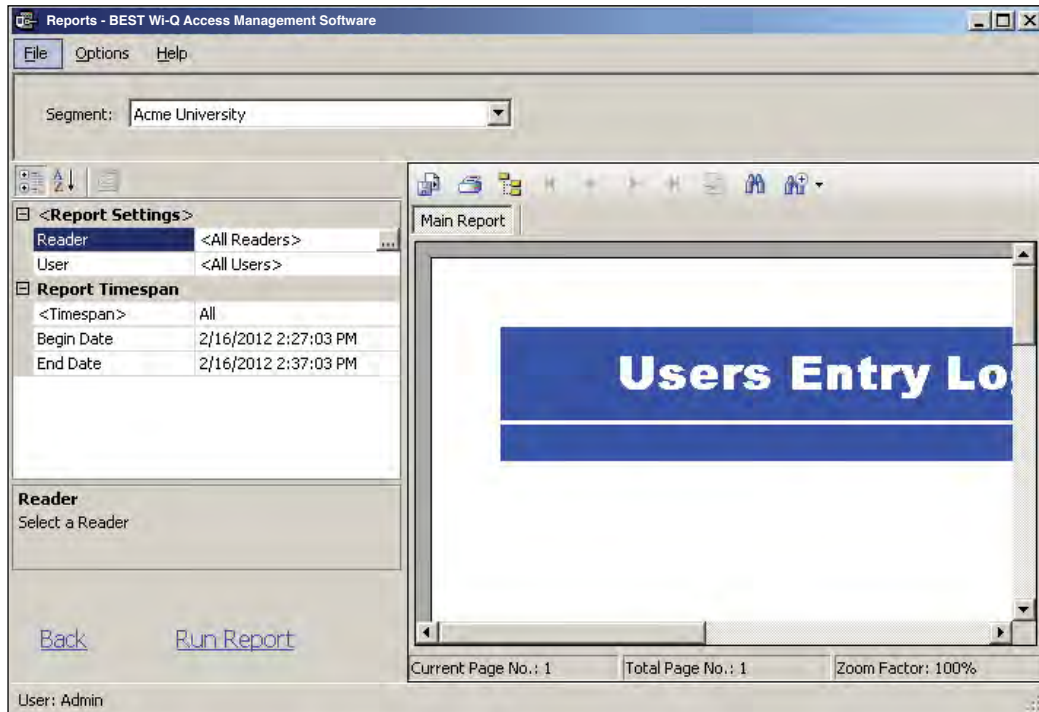 Reports - BEST Wi-Q Access Management Software
File Options Help
Segment: Acme University
Main Report
<Report Settings>
Reader <All Readers> ...
User <All Users>
Report Timespan
<Timespan> All
Begin Date 2/16/2012 2:27:03 PM
End Date 2/16/2012 2:37:03 PM
Users Entry Lo
Reader
Select a Reader
Back Run Report
Current Page No.: 1 Total Page No.: 1 Zoom Factor: 100%
User: Admin